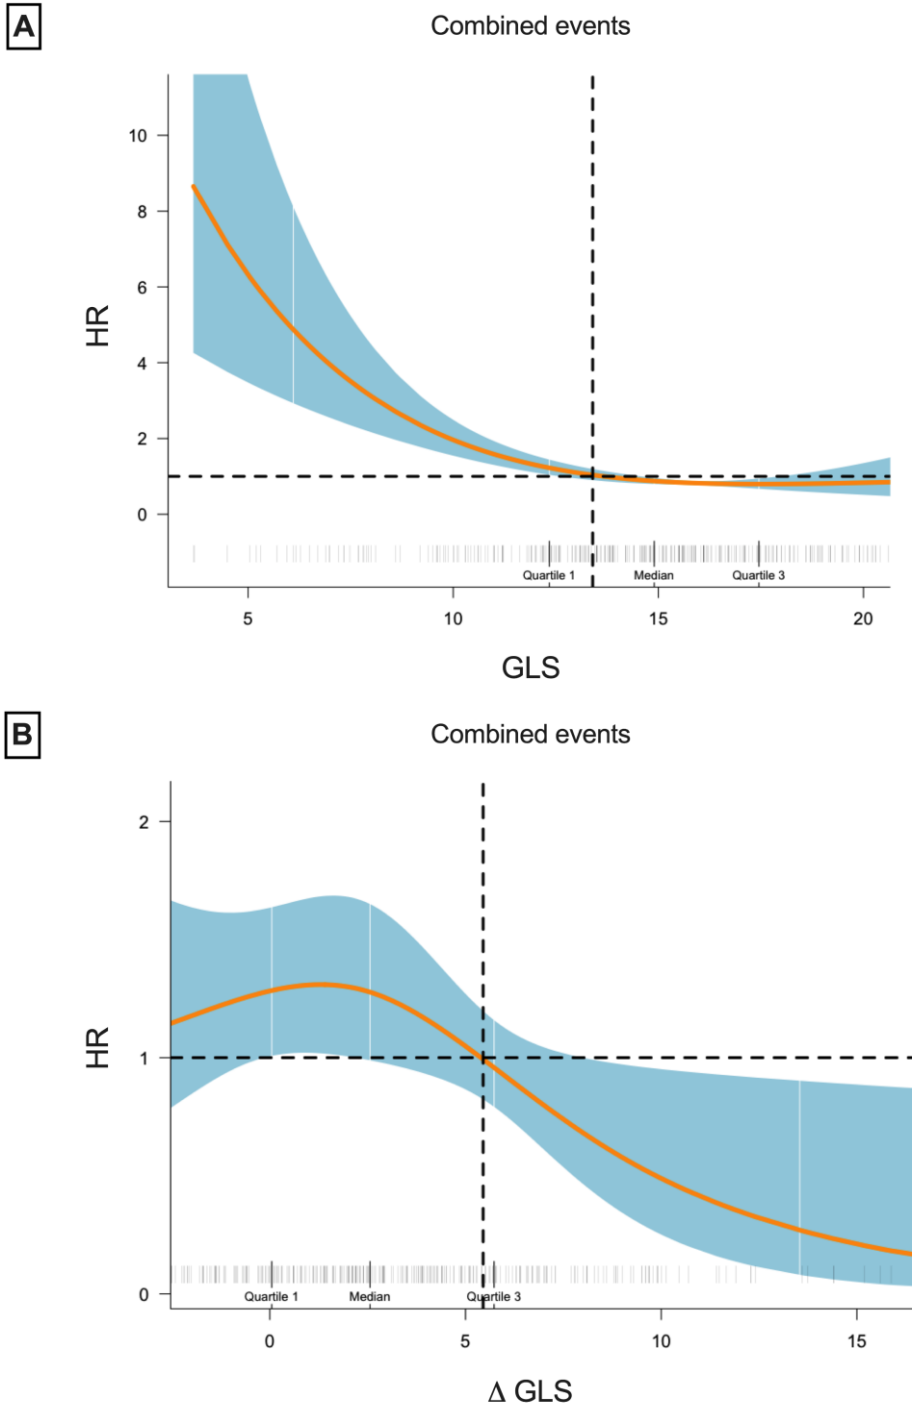 A
Combined events
HR
10
8
6
4
2
0
Quartile 1 Median Quartile 3
5 10 15 20
GLS
B
Combined events
HR
2
1
0
Quartile 1 Median Quartile 3
0 5 10 15
Δ GLS